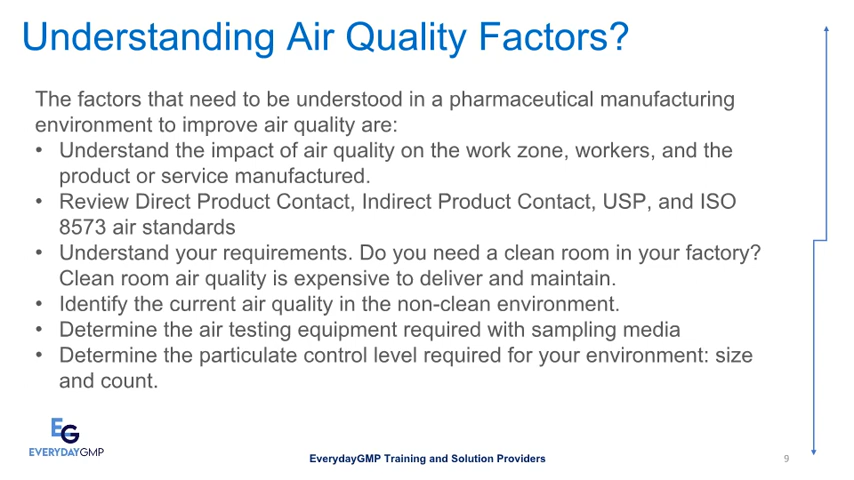 Understanding Air Quality Factors?
The factors that need to be understood in a pharmaceutical manufacturing
environment to improve air quality are:
• Understand the impact of air quality on the work zone, workers, and the
product or service manufactured.
• Review Direct Product Contact, Indirect Product Contact, USP, and ISO
8573 air standards
• Understand your requirements. Do you need a clean room in your factory?
Clean room air quality is expensive to deliver and maintain.
• Identify the current air quality in the non-clean environment.
• Determine the air testing equipment required with sampling media
• Determine the particulate control level required for your environment: size
and count.
EG
EVERYDAYGMP
EverydayGMP Training and Solution Providers
9